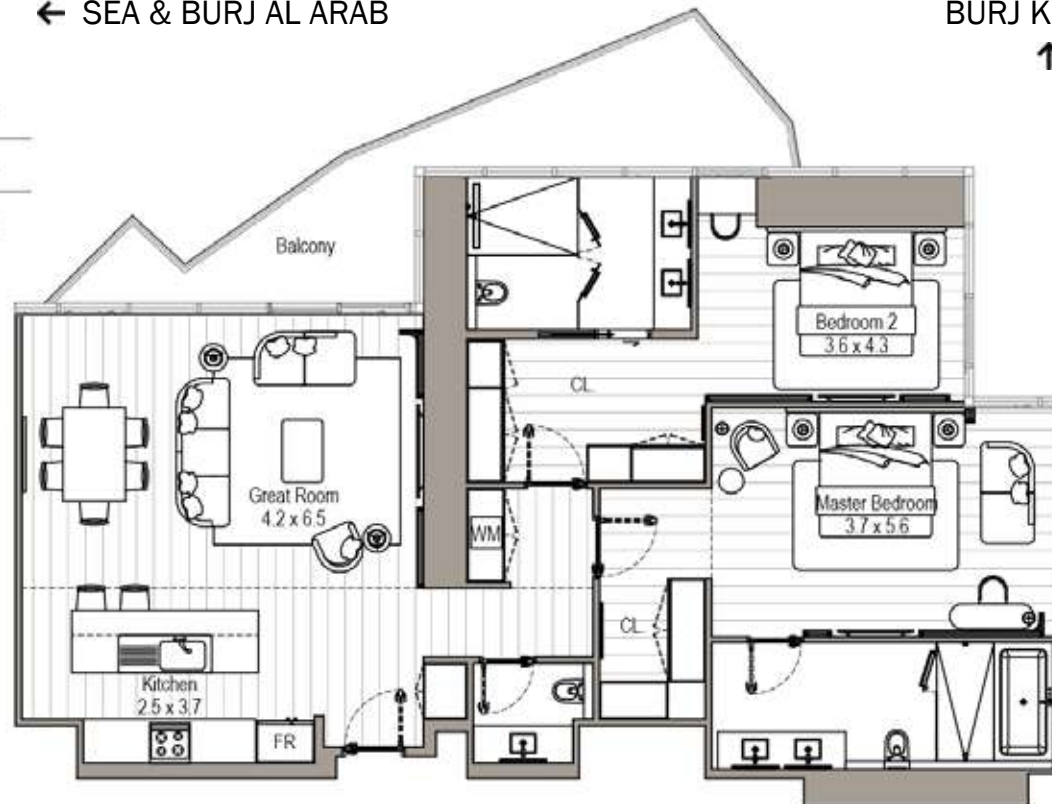 ← SEA & BURJ AL ARAB
BURJ K
↑
Balcony
Bedroom 2
3.6 x 4.3
CL.
Great Room
4.2 x 6.5
Master Bedroom
3.7 x 5.6
WM
CL.
Kitchen
2.5 x 3.7
FR